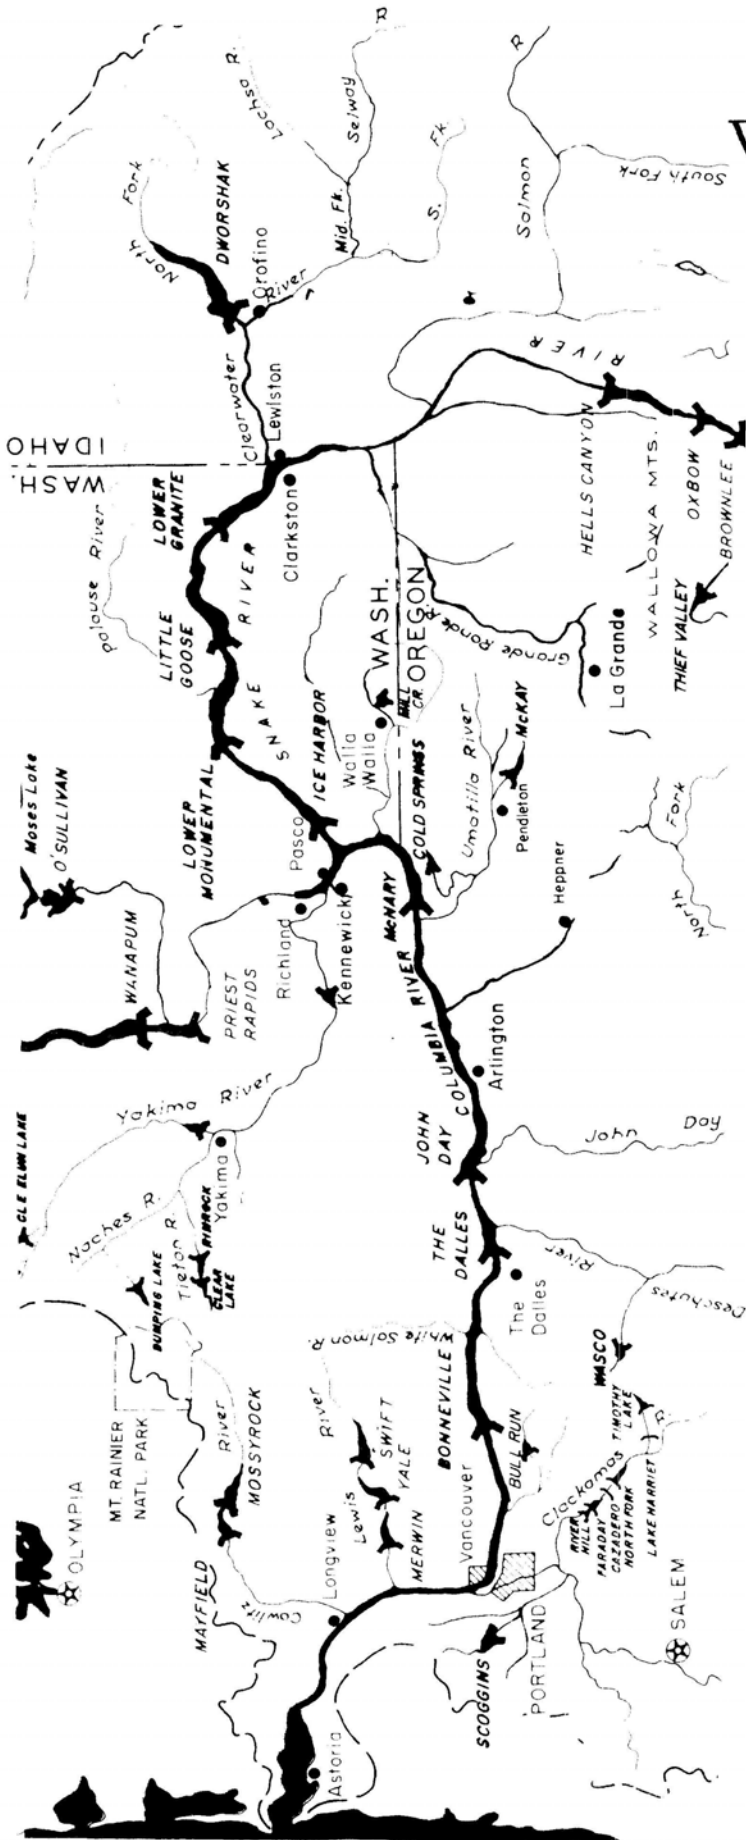 Moses Lake
O'SULLIVAN
WANAPUM
PRIEST
RAPIDS
CLE ELUM LAKE
Yakima River
Naches R.
Tieton R.
RIMROCK
CLEAR
LAKE
BUMPING LAKE
Yakima
MT. RAINIER
NATL. PARK
OLYMPIA
MAYFIELD
MOSSYROCK
River
Cowlitz
Longview
Astoria
Lewis
River
SWIFT
YALE
MERWIN
Vancouver
White Salmon R.
BONNEVILLE
BULL RUN
PORTLAND
SCOGGINS
SALEM
Clackamas R
RIVER
MILL
FARADAY
CAZADERO
NORTH FORK
LAKE HARRIET
TIMOTHY
LAKE
WASCO
THE
DALLES
The
Dalles
River
Deschutes
JOHN
DAY
John Day
COLUMBIA RIVER
Arlington
Heppner
McNARY
Richland
Kennewick
Pasco
ICE HARBOR
SNAKE RIVER
LOWER
MONUMENTAL
LITTLE
GOOSE
LOWER
GRANITE
Palouse River
WASH.
IDAHO
Clarkston
Lewiston
Clearwater
River
Orofino
DWORSHAK
North Fork
Lochsa R.
Selway R
Mid. Fk.
S. Fk.
Salmon R
South Fork
Walla
Walla
MILL
CR.
WASH.
OREGON
COLD SPRINGS
Umatilla River
McKAY
Pendleton
Grande Ronde R.
La Grande
North Fork
WALLOWA MTS.
THIEF VALLEY
HELLS CANYON
OXBOW
BROWNLEE
RIVER